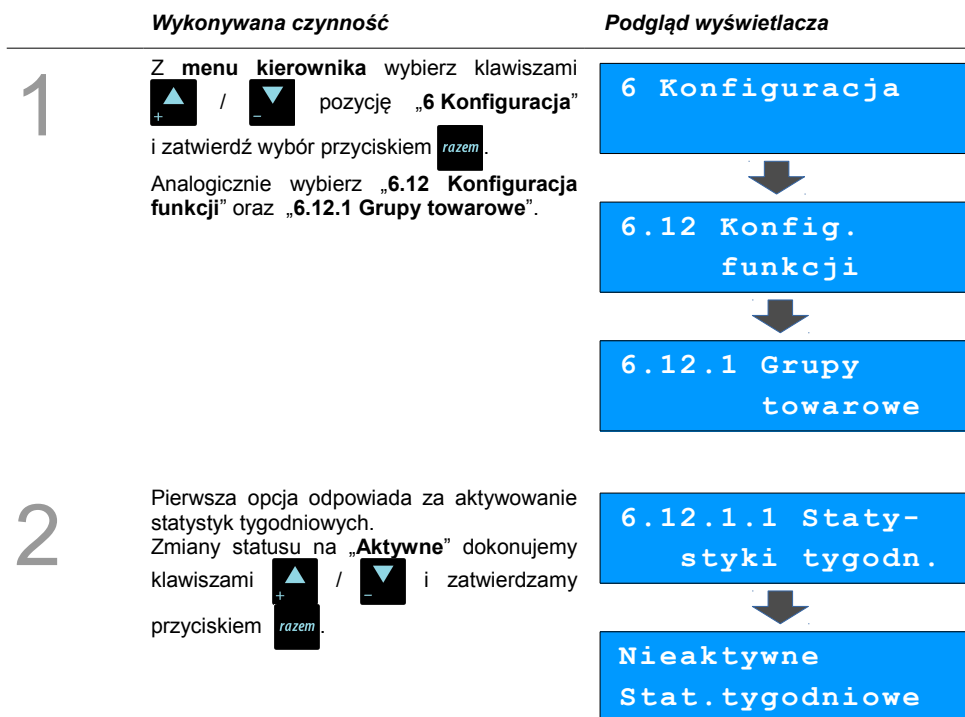 Wykonywana czynność Podgląd wyświetlacza
1
Z menu kierownika wybierz klawiszami
+ / − pozycję „6 Konfiguracja”
i zatwierdź wybór przyciskiem razem.
Analogicznie wybierz „6.12 Konfiguracja
funkcji” oraz „6.12.1 Grupy towarowe”.
6 Konfiguracja
6.12 Konfig.
funkcji
6.12.1 Grupy
towarowe
2
Pierwsza opcja odpowiada za aktywowanie
statystyk tygodniowych.
Zmiany statusu na „Aktywne” dokonujemy
klawiszami + / − i zatwierdzamy
przyciskiem razem.
6.12.1.1 Staty-
styki tygodn.
Nieaktywne
Stat.tygodniowe